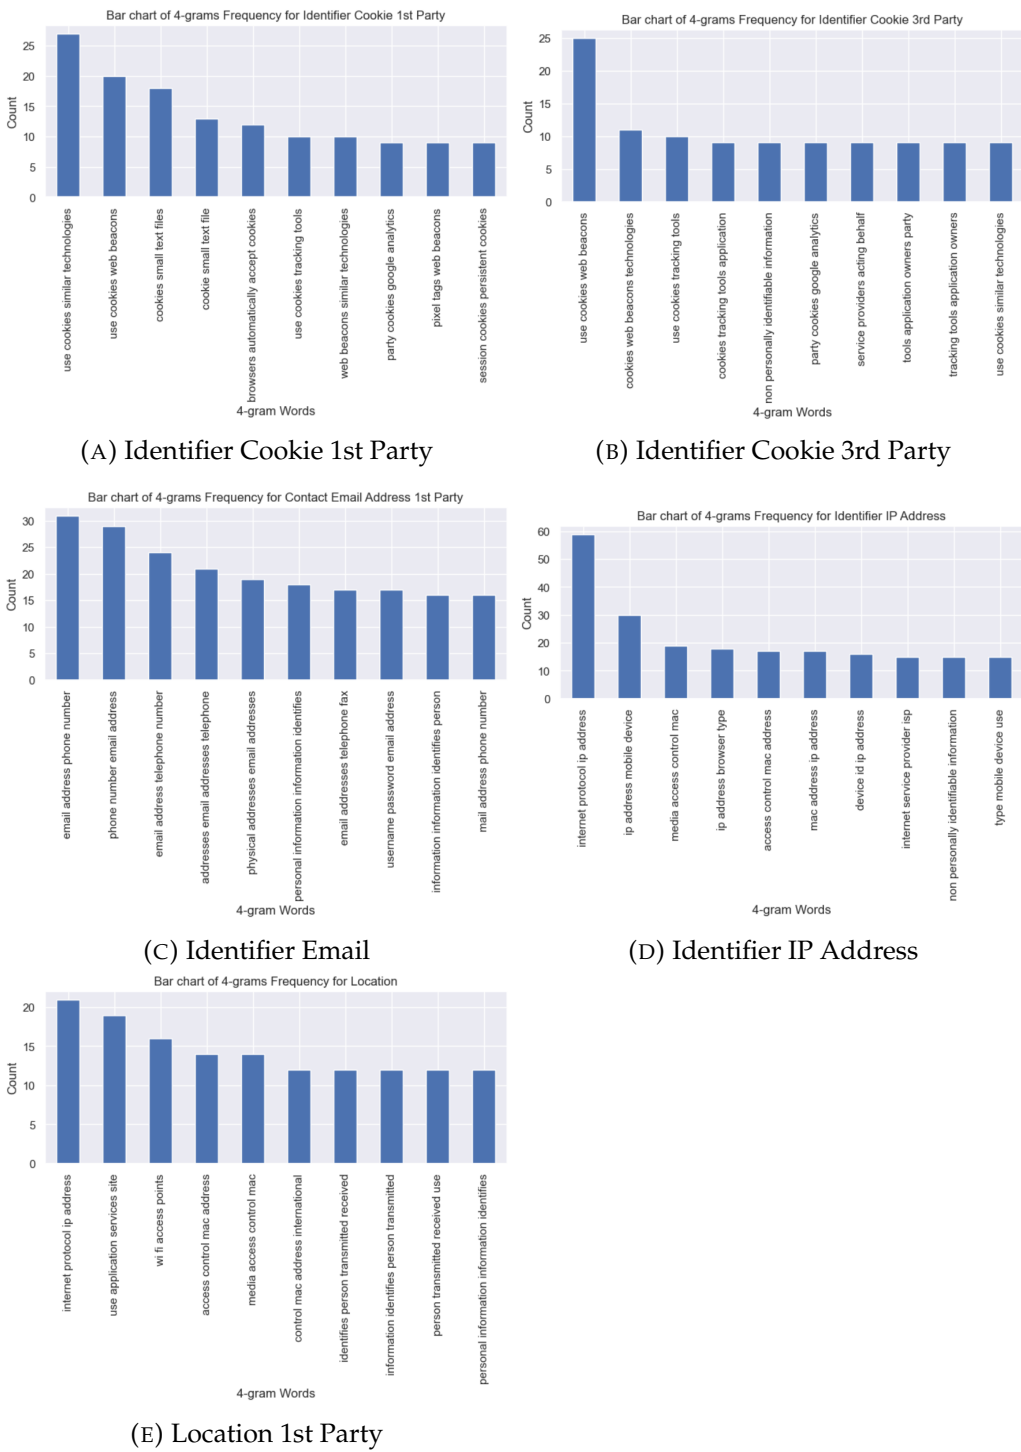 Bar chart of 4-grams Frequency for Identifier Cookie 1st Party
Count
25
20
15
10
5
0
use cookies similar technologies
use cookies web beacons
cookies small text files
cookie small text file
browsers automatically accept cookies
use cookies tracking tools
web beacons similar technologies
party cookies google analytics
pixel tags web beacons
session cookies persistent cookies
4-gram Words
(A) Identifier Cookie 1st Party
Bar chart of 4-grams Frequency for Identifier Cookie 3rd Party
Count
25
20
15
10
5
0
use cookies web beacons
cookies web beacons technologies
use cookies tracking tools
cookies tracking tools application
non personally identifiable information
party cookies google analytics
service providers acting behalf
tools application owners party
tracking tools application owners
use cookies similar technologies
4-gram Words
(B) Identifier Cookie 3rd Party
Bar chart of 4-grams Frequency for Contact Email Address 1st Party
Count
30
25
20
15
10
5
0
email address phone number
phone number email address
email address telephone number
addresses email addresses telephone
physical addresses email addresses
personal information information identifies
email addresses telephone fax
username password email address
information information identifies person
mail address phone number
4-gram Words
(C) Identifier Email
Bar chart of 4-grams Frequency for Identifier IP Address
Count
60
50
40
30
20
10
0
internet protocol ip address
ip address mobile device
media access control mac
ip address browser type
access control mac address
mac address ip address
device id ip address
internet service provider isp
non personally identifiable information
type mobile device use
4-gram Words
(D) Identifier IP Address
Bar chart of 4-grams Frequency for Location
Count
20
15
10
5
0
internet protocol ip address
use application services site
wi fi access points
access control mac address
media access control mac
control mac address international
identifies person transmitted received
information identifies person transmitted
person transmitted received use
personal information information identifies
4-gram Words
(E) Location 1st Party